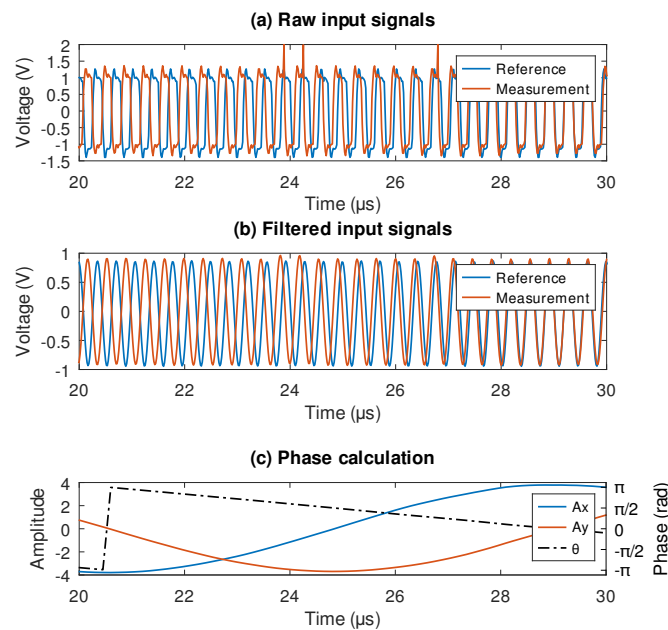 (a) Raw input signals
Voltage (V)
2
1.5
1
0.5
0
-0.5
-1
-1.5
Reference
Measurement
20 22 24 26 28 30
Time (µs)
(b) Filtered input signals
Voltage (V)
1
0.5
0
-0.5
-1
Reference
Measurement
20 22 24 26 28 30
Time (µs)
(c) Phase calculation
Amplitude
4
2
0
-2
-4
Ax
Ay
θ
π
π/2
0
-π/2
-π
Phase (rad)
20 22 24 26 28 30
Time (µs)